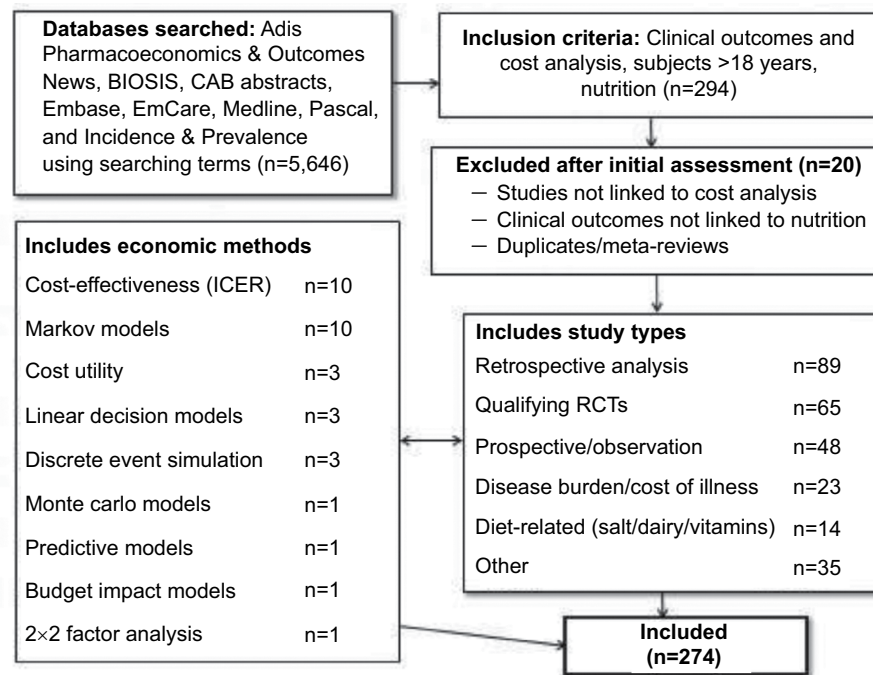 Databases searched: Adis
Pharmacoeconomics & Outcomes
News, BIOSIS, CAB abstracts,
Embase, EmCare, Medline, Pascal,
and Incidence & Prevalence
using searching terms (n=5,646)
Inclusion criteria: Clinical outcomes and
cost analysis, subjects >18 years,
nutrition (n=294)
Excluded after initial assessment (n=20)
– Studies not linked to cost analysis
– Clinical outcomes not linked to nutrition
– Duplicates/meta-reviews
Includes economic methods
Cost-effectiveness (ICER) n=10
Markov models n=10
Cost utility n=3
Linear decision models n=3
Discrete event simulation n=3
Monte carlo models n=1
Predictive models n=1
Budget impact models n=1
2×2 factor analysis n=1
Includes study types
Retrospective analysis n=89
Qualifying RCTs n=65
Prospective/observation n=48
Disease burden/cost of illness n=23
Diet-related (salt/dairy/vitamins) n=14
Other n=35
Included
(n=274)